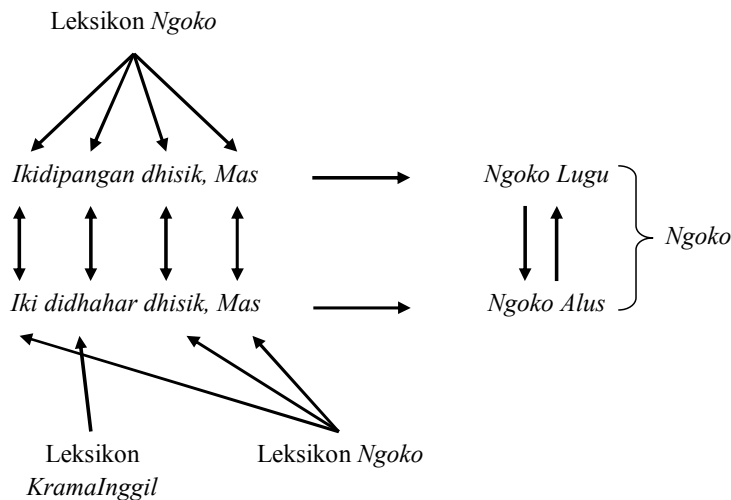 Leksikon Ngoko
Ikidipangan dhisik, Mas
Ngoko Lugu
Ngoko
Iki didhahar dhisik, Mas
Ngoko Alus
Leksikon
KramaInggil
Leksikon Ngoko